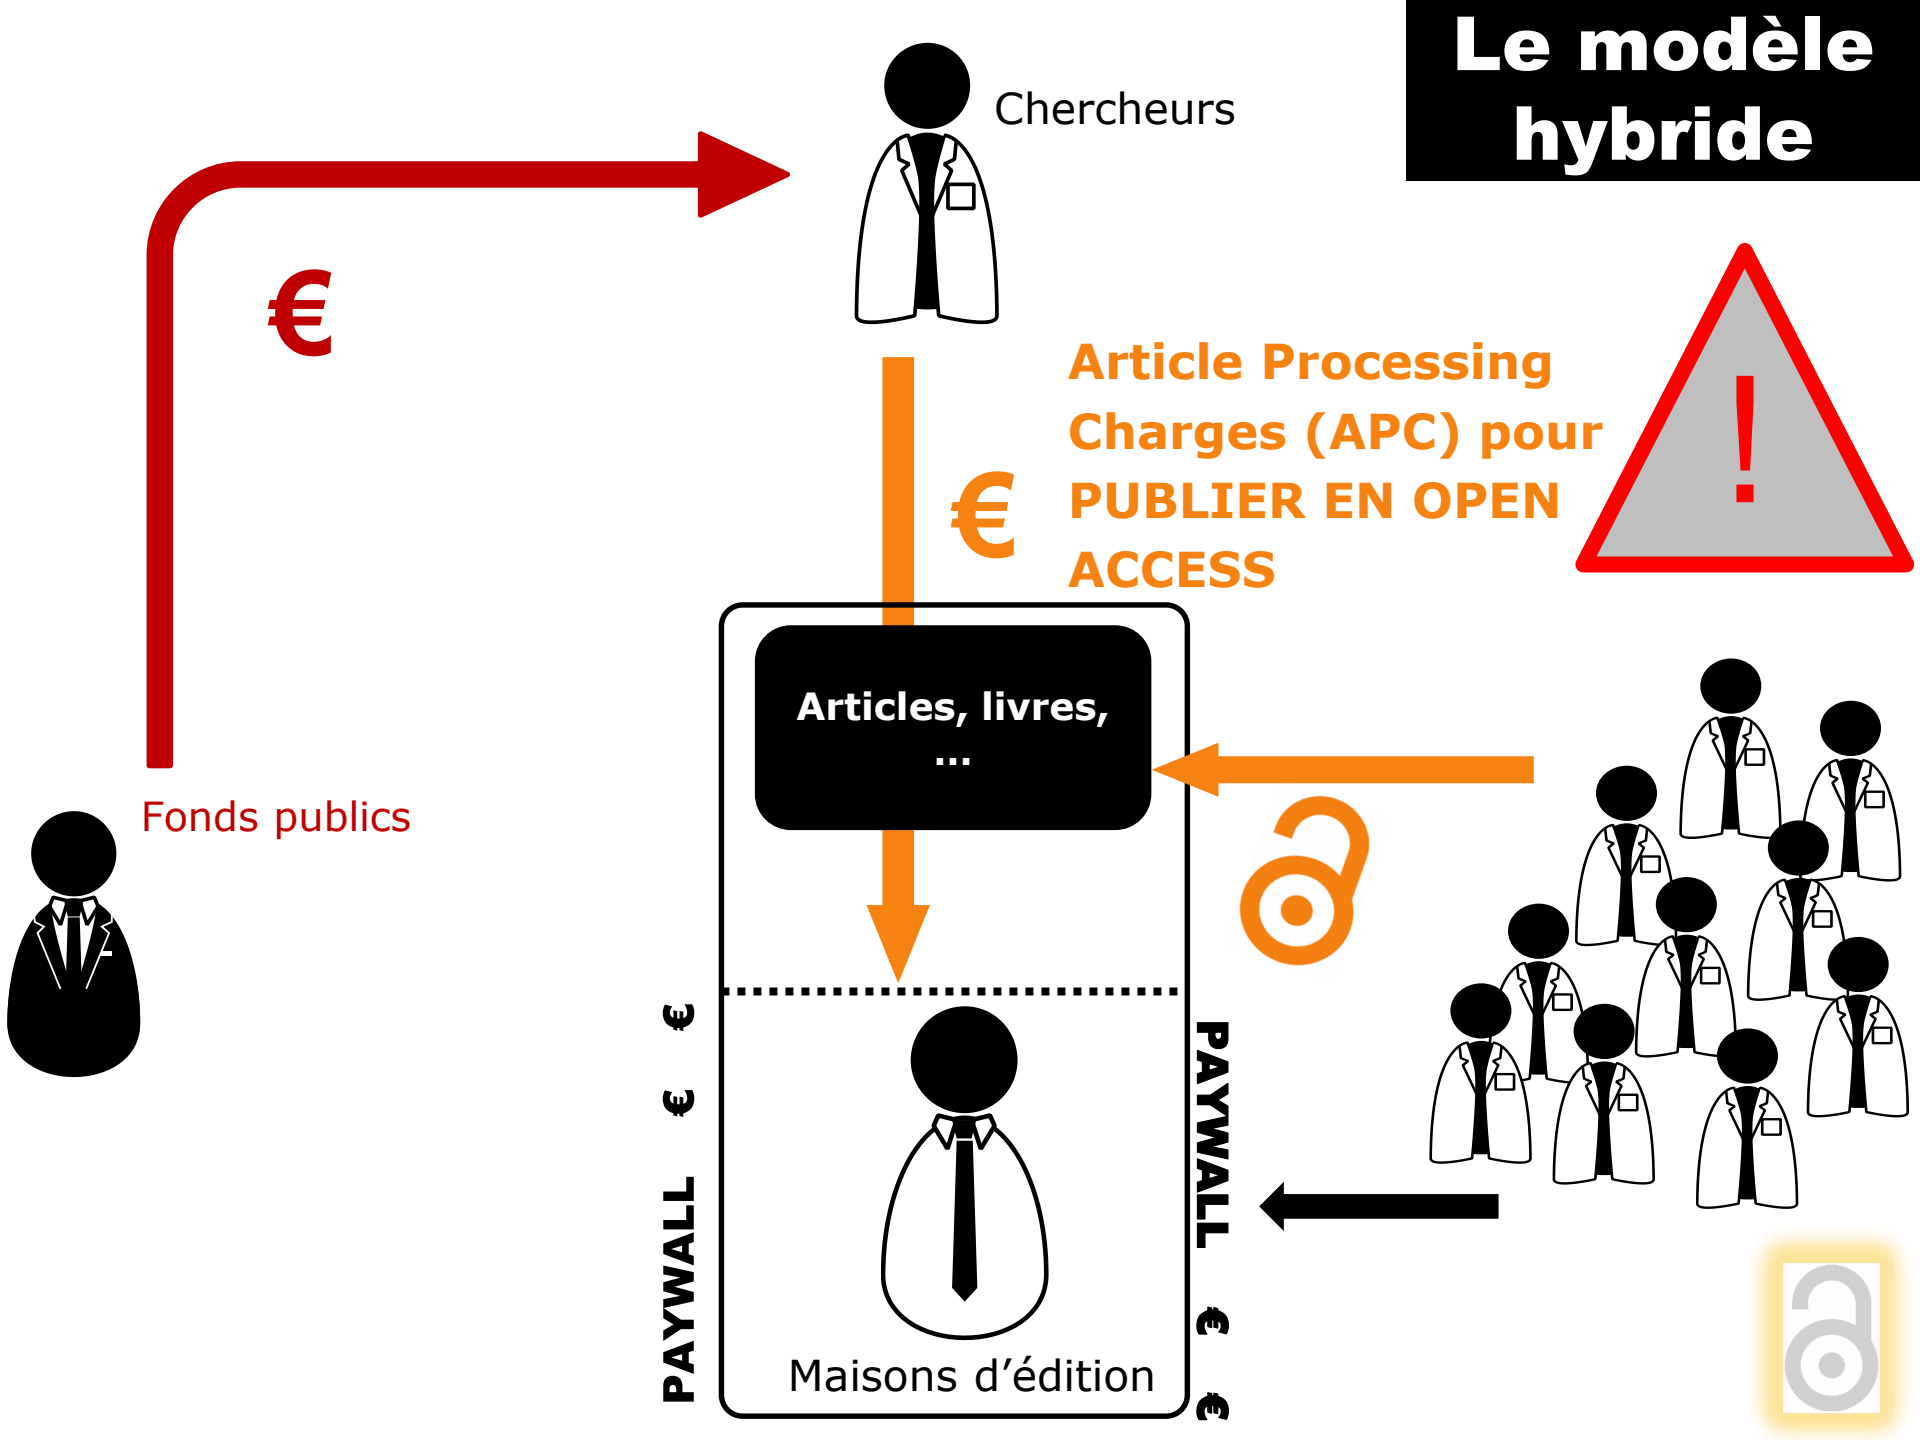 Le modèle
hybride
Chercheurs
€
Article Processing
Charges (APC) pour
PUBLIER EN OPEN
ACCESS
!
€
Articles, livres,
...
Fonds publics
PAYWALL € €
PAYWALL € €
Maisons d’édition